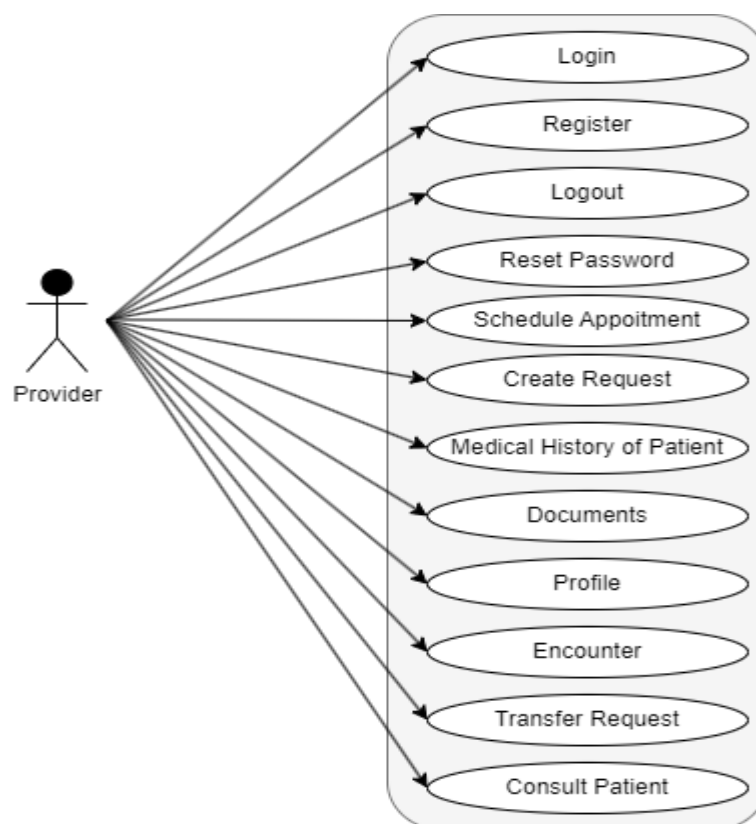 Login
Register
Logout
Reset Password
Schedule Appoitment
Create Request
Medical History of Patient
Documents
Profile
Encounter
Transfer Request
Consult Patient
Provider